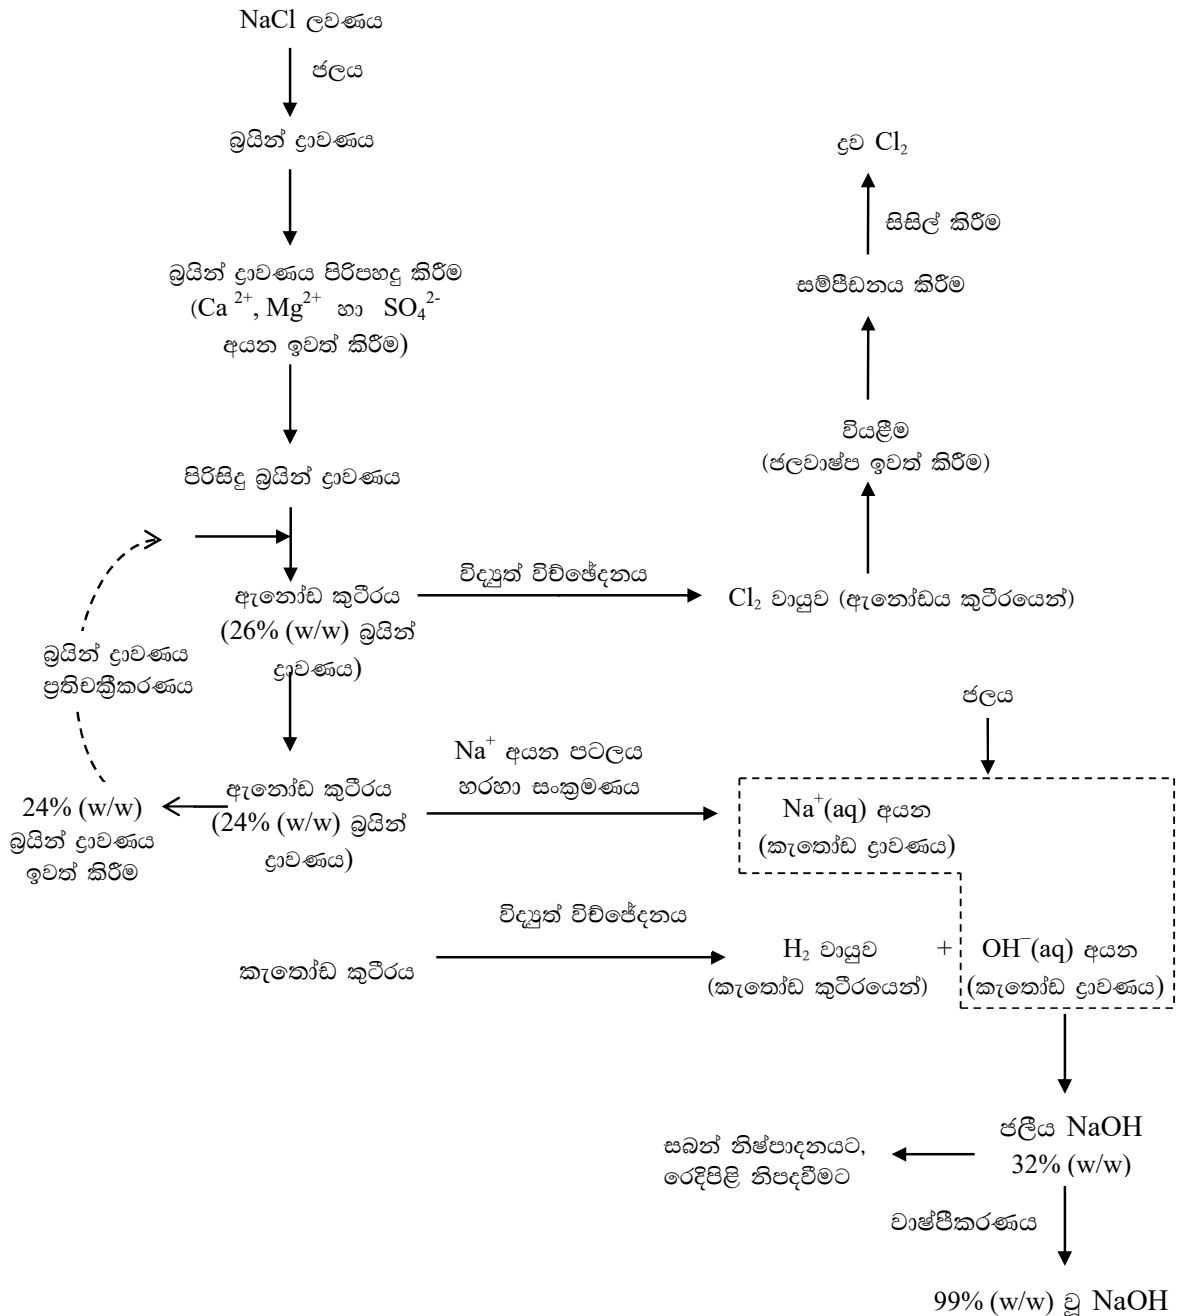 NaCl ලවණය
ජලය
බ්‍රයින් ද්‍රාවණය
ද්‍රව Cl₂
සිසිල් කිරීම
බ්‍රයින් ද්‍රාවණය පිරිපහදු කිරීම
(Ca ²⁺, Mg²⁺ හා SO₄²⁻
අයන ඉවත් කිරීම)
සම්පීඩනය කිරීම
වියළීම
(ජලවාෂ්ප ඉවත් කිරීම)
පිරිසිදු බ්‍රයින් ද්‍රාවණය
විද්‍යුත් විච්ඡේදනය
ඇනෝඩ කුටීරය
(26% (w/w) බ්‍රයින්
ද්‍රාවණය)
Cl₂ වායුව (ඇනෝඩය කුටීරයෙන්)
බ්‍රයින් ද්‍රාවණය
ප්‍රතිචක්‍රීකරණය
ජලය
Na⁺ අයන පටලය
හරහා සංක්‍රමණය
ඇනෝඩ කුටීරය
(24% (w/w) බ්‍රයින්
ද්‍රාවණය)
24% (w/w)
බ්‍රයින් ද්‍රාවණය
ඉවත් කිරීම
Na⁺(aq) අයන
(කැතෝඩ ද්‍රාවණය)
විද්‍යුත් විච්ජේදනය
කැතෝඩ කුටීරය
H₂ වායුව
(කැතෝඩ කුටීරයෙන්)
+
OH⁻(aq) අයන
(කැතෝඩ ද්‍රාවණය)
ජලීය NaOH
32% (w/w)
සබන් නිෂ්පාදනයට,
රෙදිපිළි නිපදවීමට
වාෂ්පීකරණය
99% (w/w) වූ NaOH